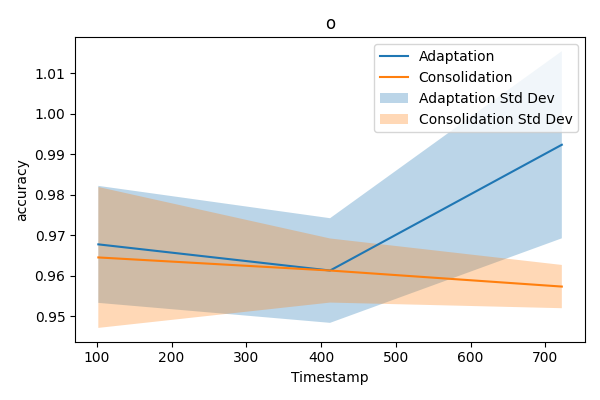 o
Adaptation
Consolidation
Adaptation Std Dev
Consolidation Std Dev
accuracy
1.01
1.00
0.99
0.98
0.97
0.96
0.95
100 200 300 400 500 600 700
Timestamp